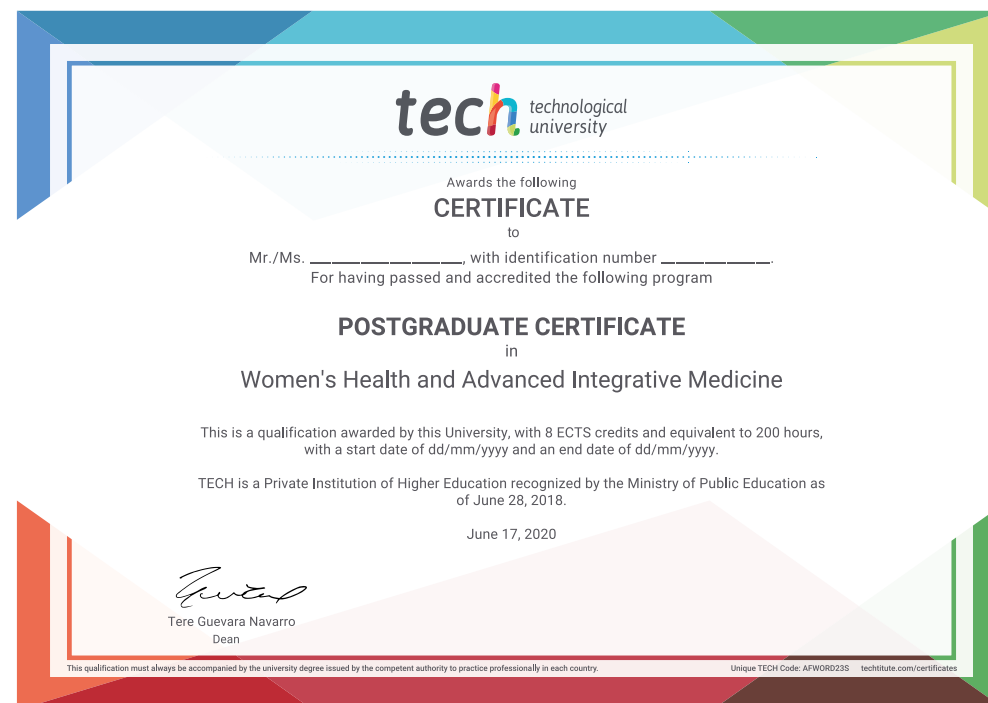 tech technological
university
Awards the following
CERTIFICATE
to
Mr./Ms. ____________________, with identification number ______________.
For having passed and accredited the following program
POSTGRADUATE CERTIFICATE
in
Women's Health and Advanced Integrative Medicine
This is a qualification awarded by this University, with 8 ECTS credits and equivalent to 200 hours,
with a start date of dd/mm/yyyy and an end date of dd/mm/yyyy.
TECH is a Private Institution of Higher Education recognized by the Ministry of Public Education as
of June 28, 2018.
June 17, 2020
Tere Guevara Navarro
Dean
This qualification must always be accompanied by the university degree issued by the competent authority to practice professionally in each country.
Unique TECH Code: AFWORD23S techtitute.com/certificates